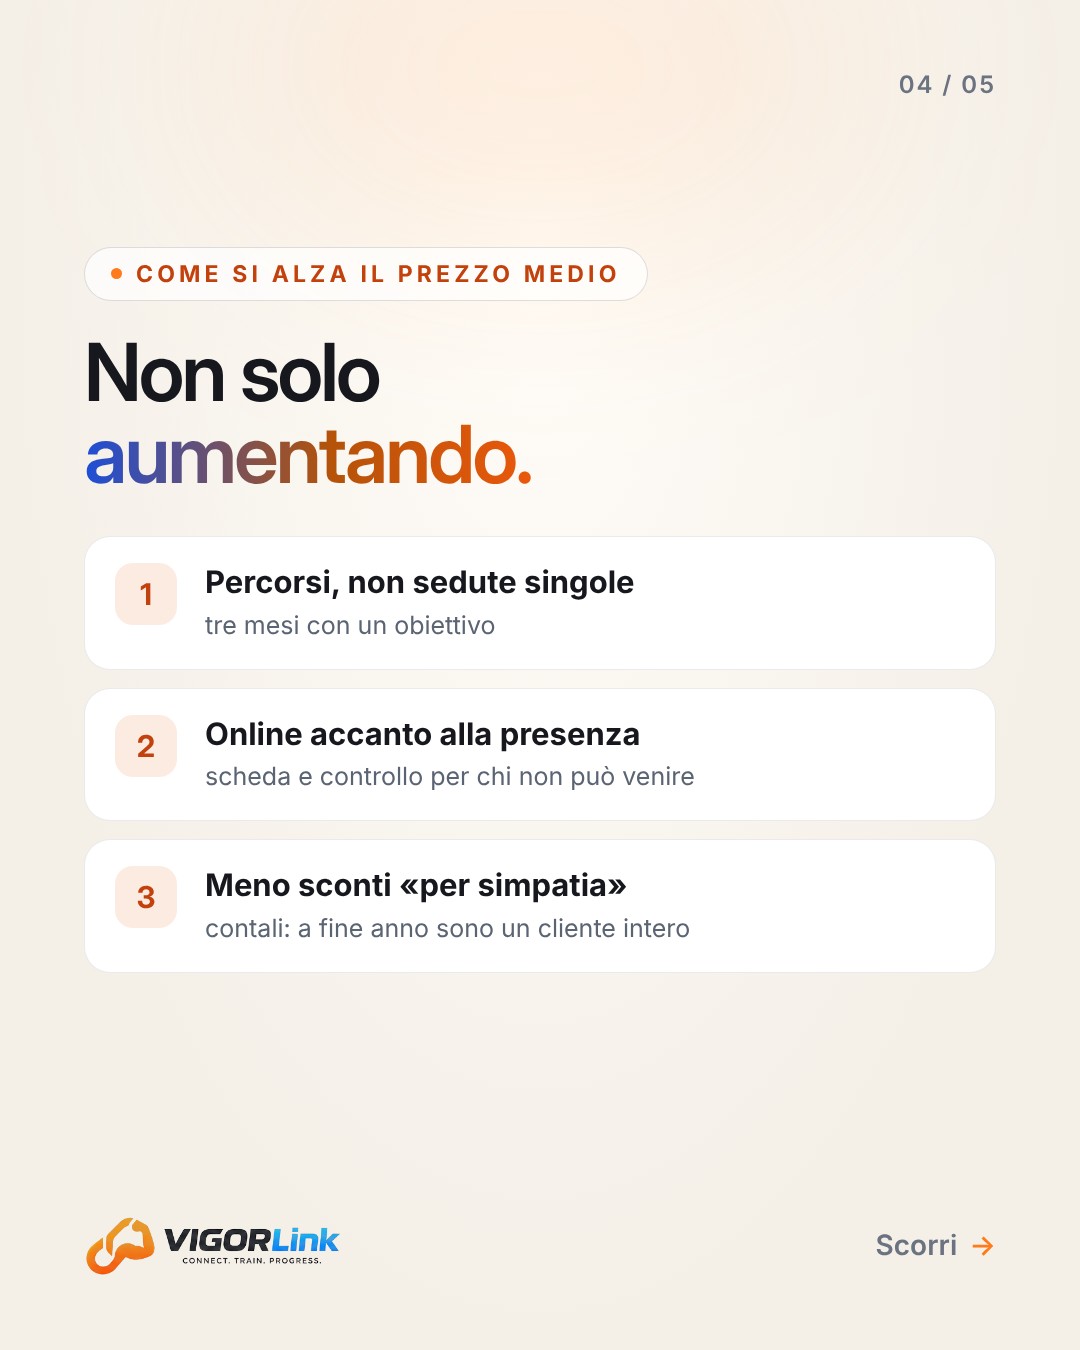 04 / 05
COME SI ALZA IL PREZZO MEDIO
Non solo
aumentando.
1
Percorsi, non sedute singole
tre mesi con un obiettivo
2
Online accanto alla presenza
scheda e controllo per chi non può venire
3
Meno sconti «per simpatia»
contali: a fine anno sono un cliente intero
VIGORLink
CONNECT. TRAIN. PROGRESS.
Scorri →